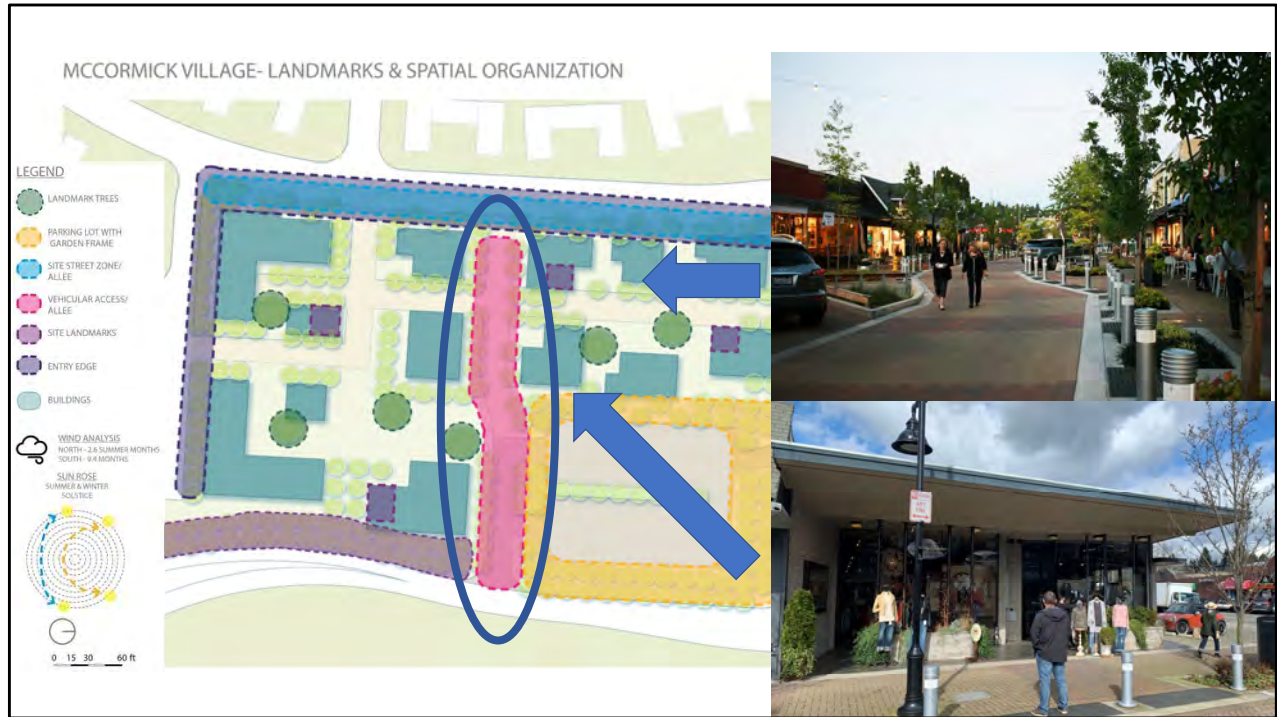 MCCORMICK VILLAGE- LANDMARKS & SPATIAL ORGANIZATION
LEGEND
LANDMARK TREES
PARKING LOT WITH
GARDEN FRAME
SITE STREET ZONE/
ALLEE
VEHICULAR ACCESS/
ALLEE
SITE LANDMARKS
ENTRY EDGE
BUILDINGS
WIND ANALYSIS
NORTH - 2.6 SUMMER MONTHS
SOUTH - 9.4 MONTHS
SUN ROSE
SUMMER & WINTER
SOLSTICE
0 15 30 60 ft